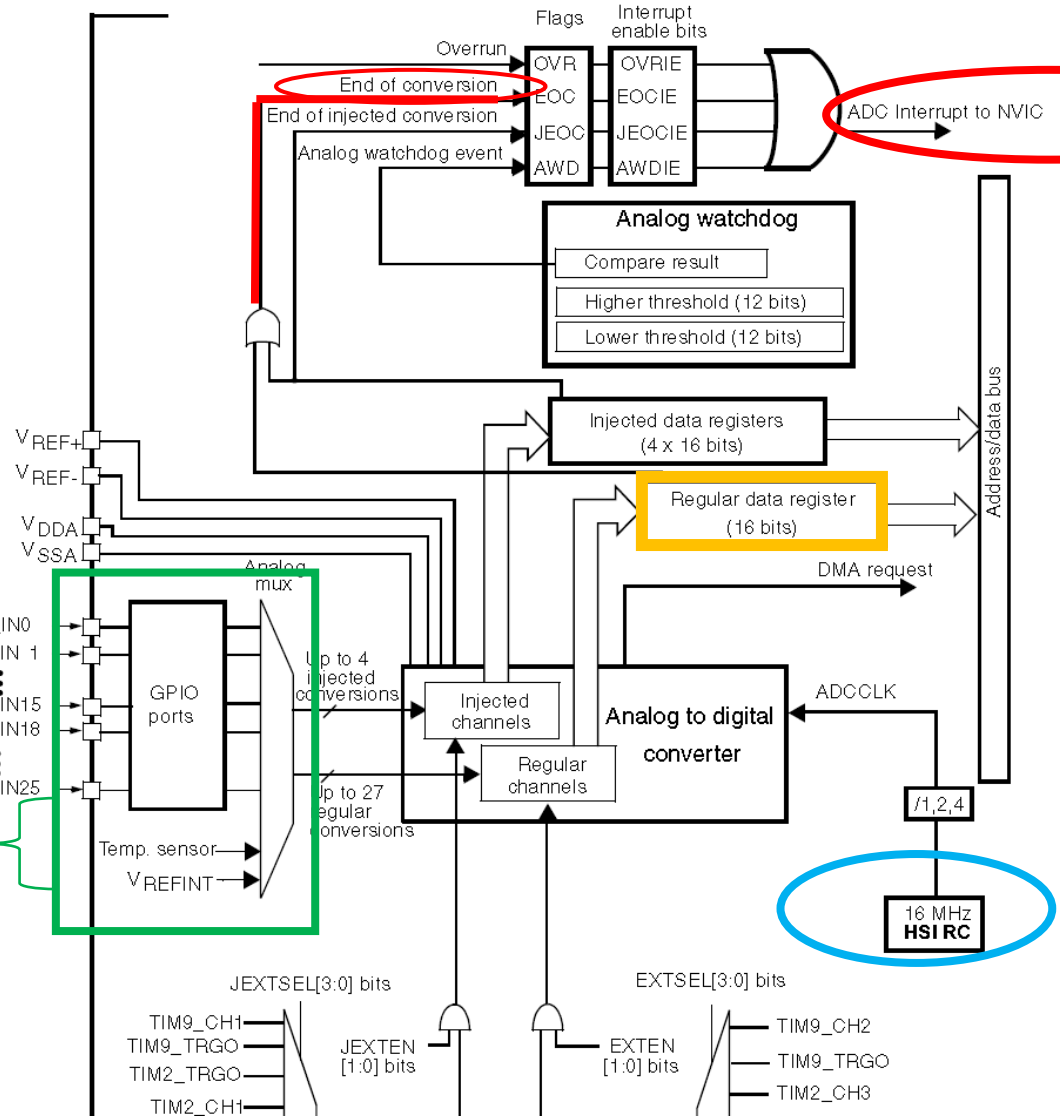 Flags
Interrupt
enable bits
Overrun
OVR
OVRIE
End of conversion
EOC
EOCIE
End of injected conversion
JEOC
JEOCIE
Analog watchdog event
AWD
AWDIE
ADC Interrupt to NVIC
Analog watchdog
Compare result
Higher threshold (12 bits)
Lower threshold (12 bits)
Injected data registers
(4 x 16 bits)
Regular data register
(16 bits)
Address/data bus
DMA request
VREF+
VREF-
VDDA
VSSA
Analog
mux
IN0
IN 1
IN15
IN18
IN25
GPIO
ports
Temp. sensor
VREFINT
Up to 4
injected
conversions
Up to 27
regular
conversions
Injected
channels
Regular
channels
Analog to digital
converter
ADCCLK
/1,2,4
16 MHz
HSI RC
JEXTSEL[3:0] bits
TIM9_CH1
TIM9_TRGO
TIM2_TRGO
TIM2_CH1
JEXTEN
[1:0] bits
EXTSEL[3:0] bits
EXTEN
[1:0] bits
TIM9_CH2
TIM9_TRGO
TIM2_CH3